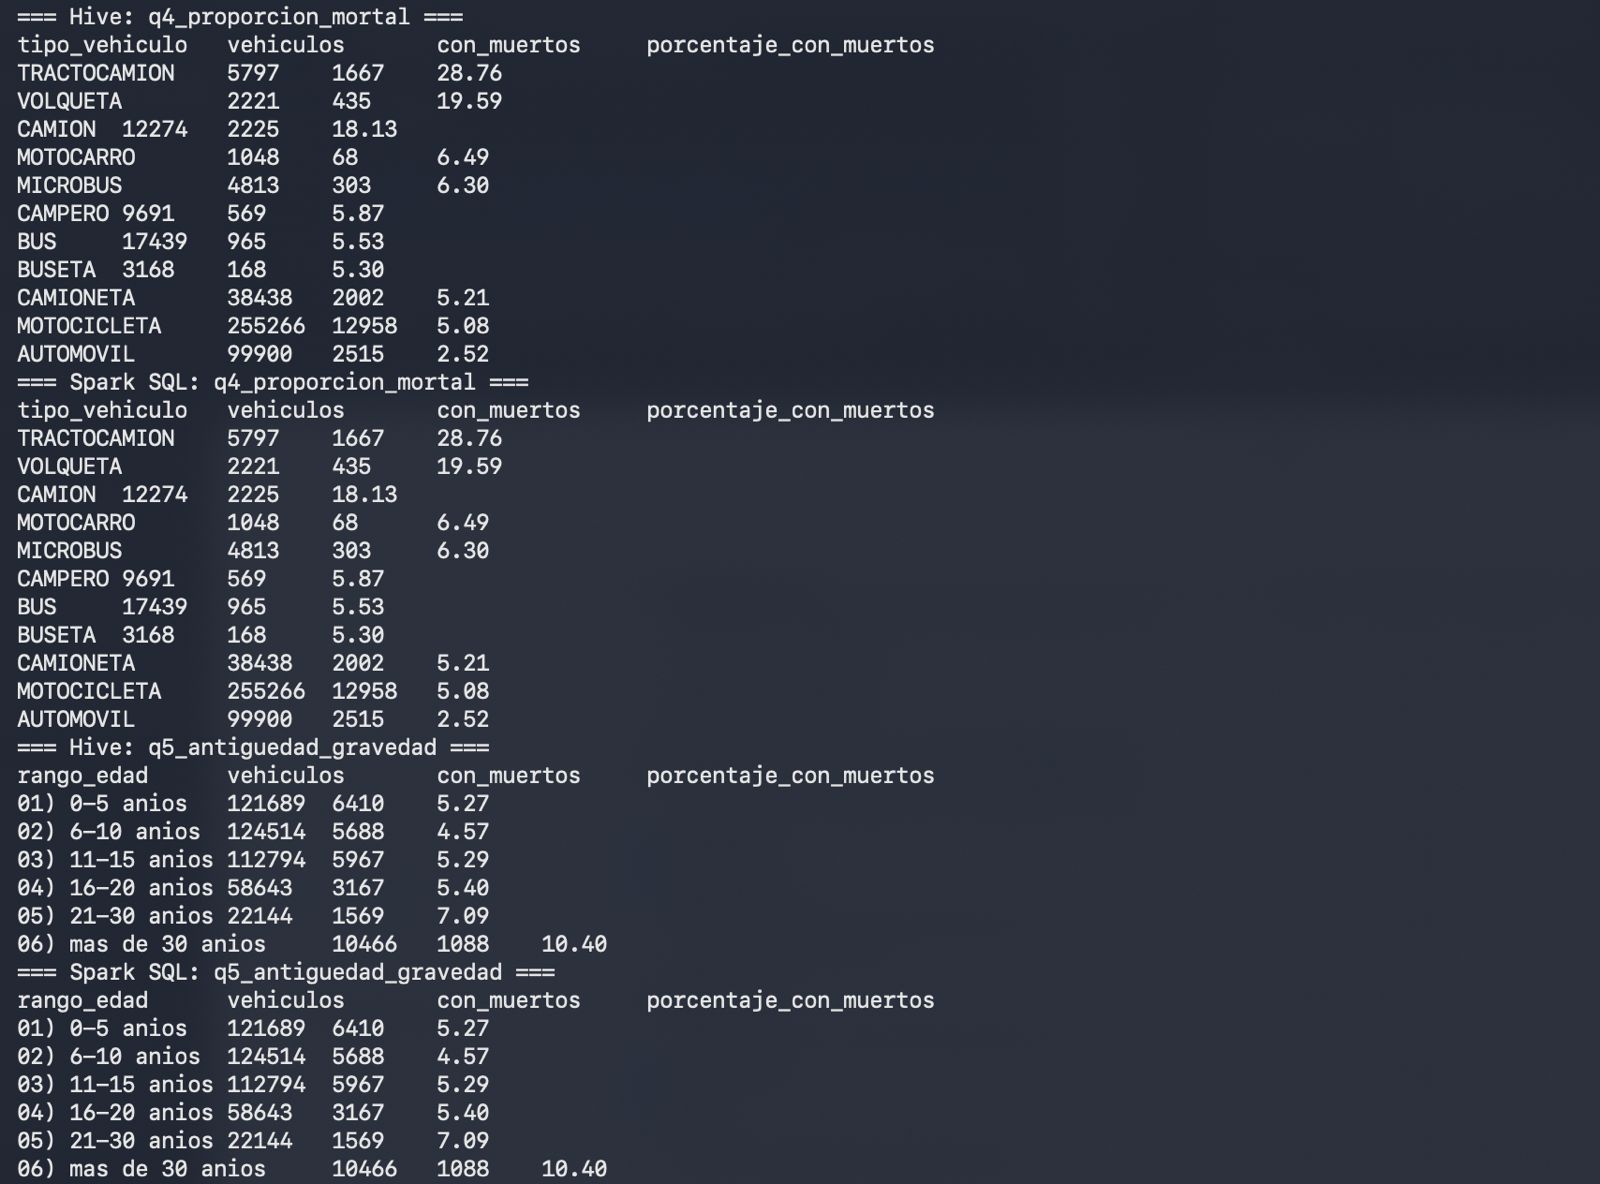 === Hive: q4_proporcion_mortal ===
tipo_vehiculo vehiculos con_muertos porcentaje_con_muertos
TRACTOCAMION 5797 1667 28.76
VOLQUETA 2221 435 19.59
CAMION 12274 2225 18.13
MOTOCARRO 1048 68 6.49
MICROBUS 4813 303 6.30
CAMPERO 9691 569 5.87
BUS 17439 965 5.53
BUSETA 3168 168 5.30
CAMIONETA 38438 2002 5.21
MOTOCICLETA 255266 12958 5.08
AUTOMOVIL 99900 2515 2.52
=== Spark SQL: q4_proporcion_mortal ===
tipo_vehiculo vehiculos con_muertos porcentaje_con_muertos
TRACTOCAMION 5797 1667 28.76
VOLQUETA 2221 435 19.59
CAMION 12274 2225 18.13
MOTOCARRO 1048 68 6.49
MICROBUS 4813 303 6.30
CAMPERO 9691 569 5.87
BUS 17439 965 5.53
BUSETA 3168 168 5.30
CAMIONETA 38438 2002 5.21
MOTOCICLETA 255266 12958 5.08
AUTOMOVIL 99900 2515 2.52
=== Hive: q5_antiguedad_gravedad ===
rango_edad vehiculos con_muertos porcentaje_con_muertos
01) 0-5 anios 121689 6410 5.27
02) 6-10 anios 124514 5688 4.57
03) 11-15 anios 112794 5967 5.29
04) 16-20 anios 58643 3167 5.40
05) 21-30 anios 22144 1569 7.09
06) mas de 30 anios 10466 1088 10.40
=== Spark SQL: q5_antiguedad_gravedad ===
rango_edad vehiculos con_muertos porcentaje_con_muertos
01) 0-5 anios 121689 6410 5.27
02) 6-10 anios 124514 5688 4.57
03) 11-15 anios 112794 5967 5.29
04) 16-20 anios 58643 3167 5.40
05) 21-30 anios 22144 1569 7.09
06) mas de 30 anios 10466 1088 10.40